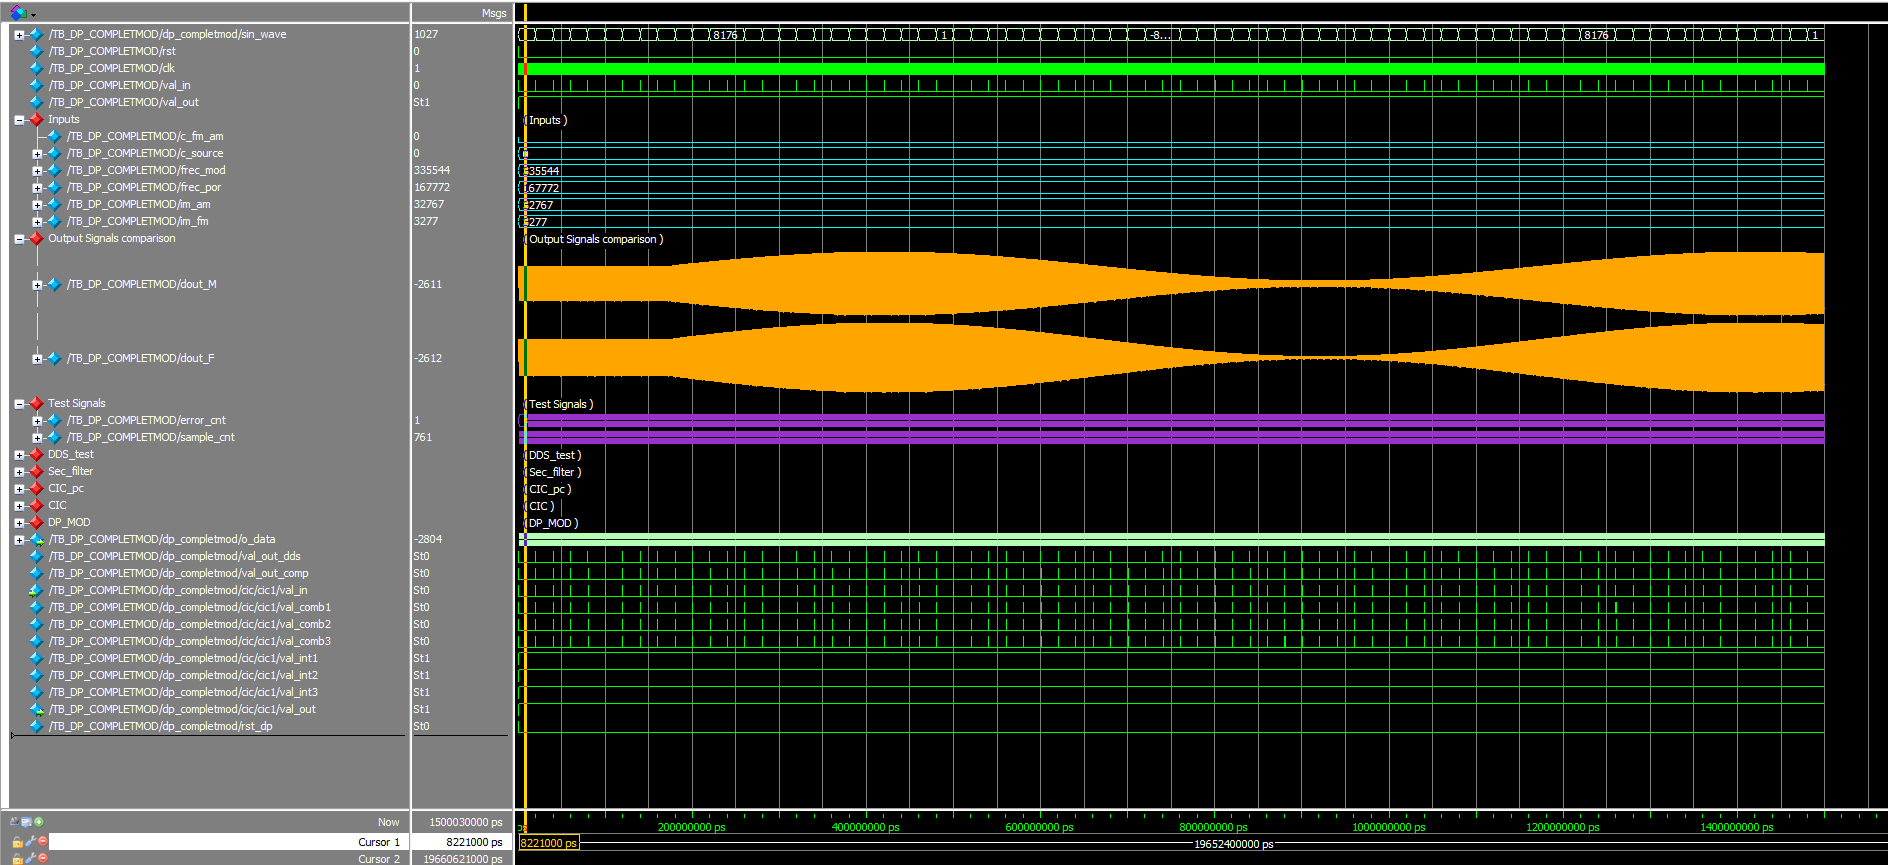 Msgs
/TB_DP_COMPLETMOD/dp_completmod/sin_wave 1027 8176 1 -8... 8176 1
/TB_DP_COMPLETMOD/rst 0
/TB_DP_COMPLETMOD/clk 1
/TB_DP_COMPLETMOD/val_in 0
/TB_DP_COMPLETMOD/val_out St1
Inputs (Inputs )
/TB_DP_COMPLETMOD/c_fm_am 0
/TB_DP_COMPLETMOD/c_source 0
/TB_DP_COMPLETMOD/frec_mod 335544 35544
/TB_DP_COMPLETMOD/frec_por 167772 67772
/TB_DP_COMPLETMOD/im_am 32767 2767
/TB_DP_COMPLETMOD/im_fm 3277 277
Output Signals comparison (Output Signals comparison )
/TB_DP_COMPLETMOD/dout_M -2611
/TB_DP_COMPLETMOD/dout_F -2612
Test Signals (Test Signals )
/TB_DP_COMPLETMOD/error_cnt 1
/TB_DP_COMPLETMOD/sample_cnt 761
DDS_test (DDS_test )
Sec_filter (Sec_filter )
CIC_pc (CIC_pc )
CIC (CIC )
DP_MOD (DP_MOD )
/TB_DP_COMPLETMOD/dp_completmod/o_data -2804
/TB_DP_COMPLETMOD/dp_completmod/val_out_dds St0
/TB_DP_COMPLETMOD/dp_completmod/val_out_comp St0
/TB_DP_COMPLETMOD/dp_completmod/cic/cic1/val_in St0
/TB_DP_COMPLETMOD/dp_completmod/cic/cic1/val_comb1 St0
/TB_DP_COMPLETMOD/dp_completmod/cic/cic1/val_comb2 St0
/TB_DP_COMPLETMOD/dp_completmod/cic/cic1/val_comb3 St0
/TB_DP_COMPLETMOD/dp_completmod/cic/cic1/val_int1 St1
/TB_DP_COMPLETMOD/dp_completmod/cic/cic1/val_int2 St1
/TB_DP_COMPLETMOD/dp_completmod/cic/cic1/val_int3 St1
/TB_DP_COMPLETMOD/dp_completmod/cic/cic1/val_out St1
/TB_DP_COMPLETMOD/dp_completmod/rst_dp St0
Now 1500030000 ps 200000000 ps 400000000 ps 600000000 ps 800000000 ps 1000000000 ps 1200000000 ps 1400000000 ps
Cursor 1 8221000 ps 8221000 ps 19652400000 ps
Cursor 2 19660621000 ps